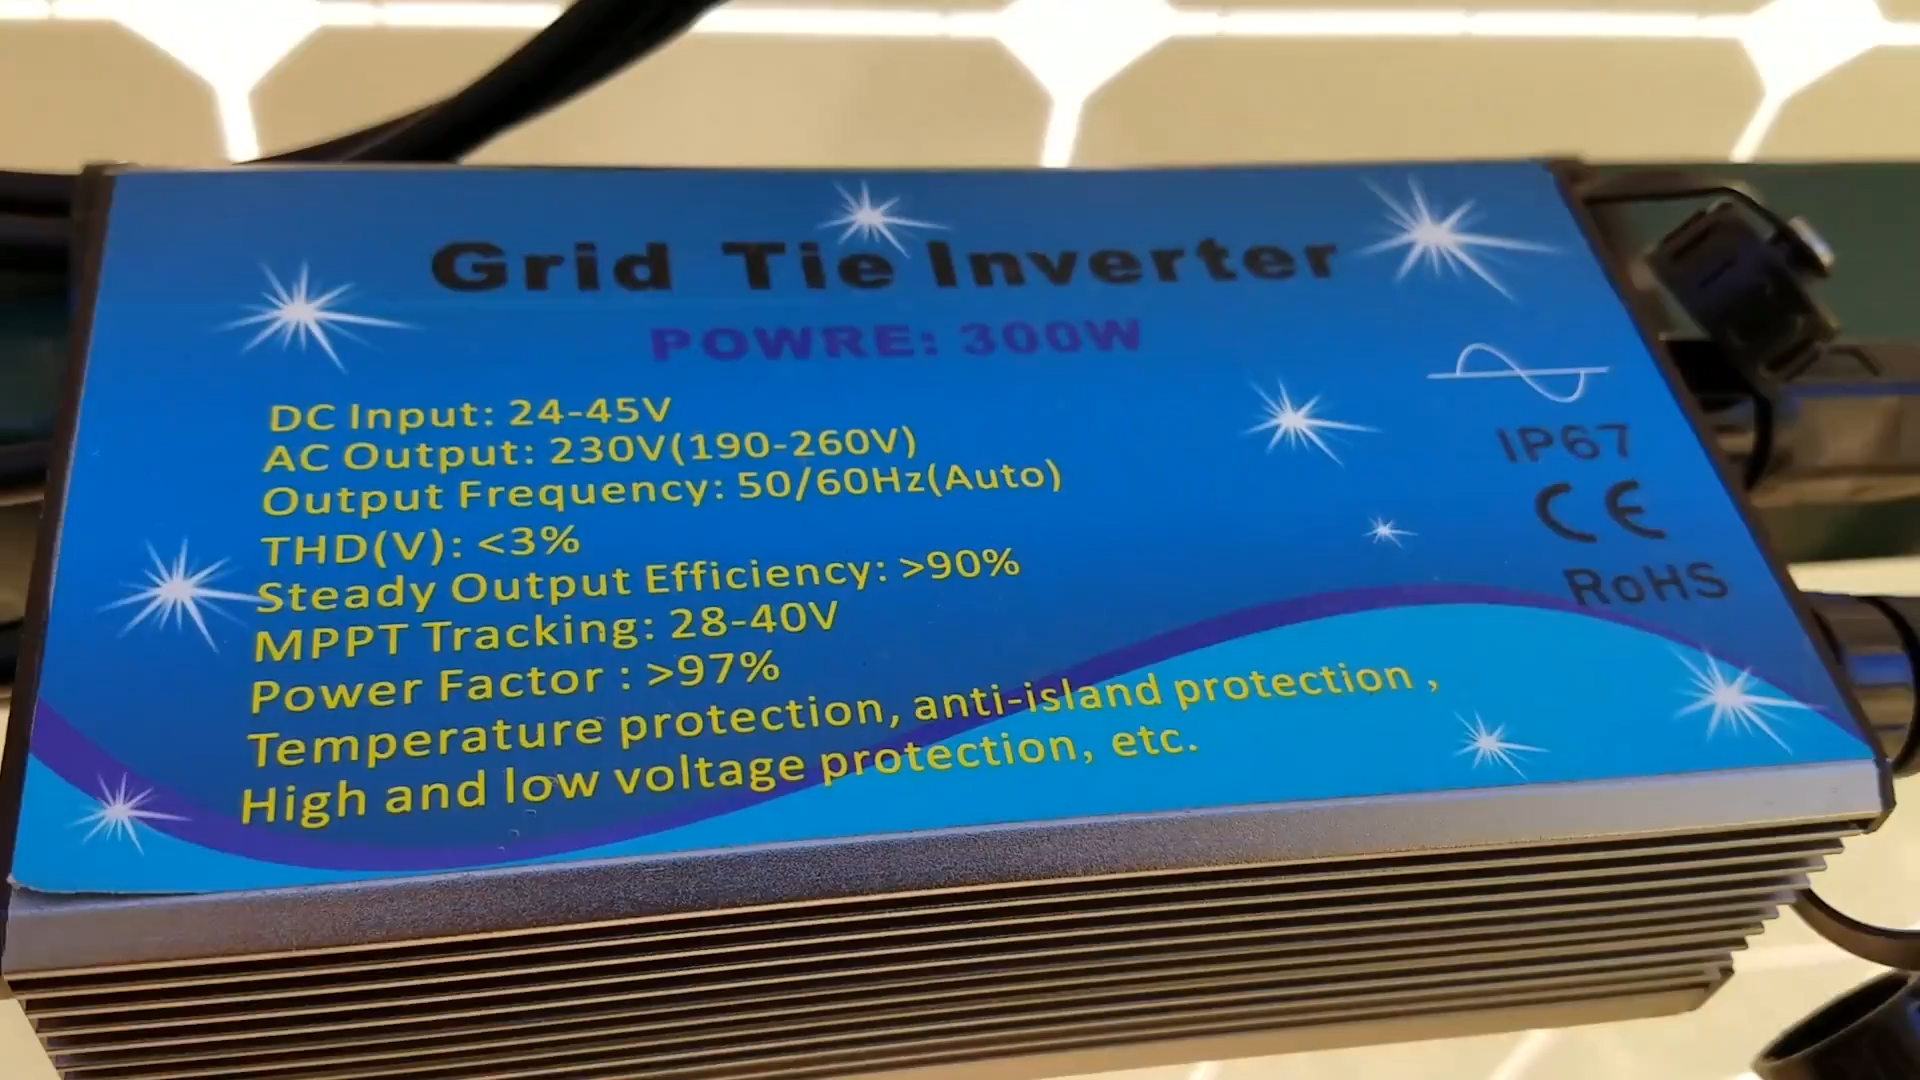 Grid Tie Inverter
POWRE: 300W
DC Input: 24-45V
AC Output: 230V(190-260V)
Output Frequency: 50/60Hz(Auto)
THD(V): <3%
Steady Output Efficiency: >90%
MPPT Tracking: 28-40V
Power Factor : >97%
Temperature protection, anti-island protection ,
High and low voltage protection, etc.
IP67
CE
RoHS